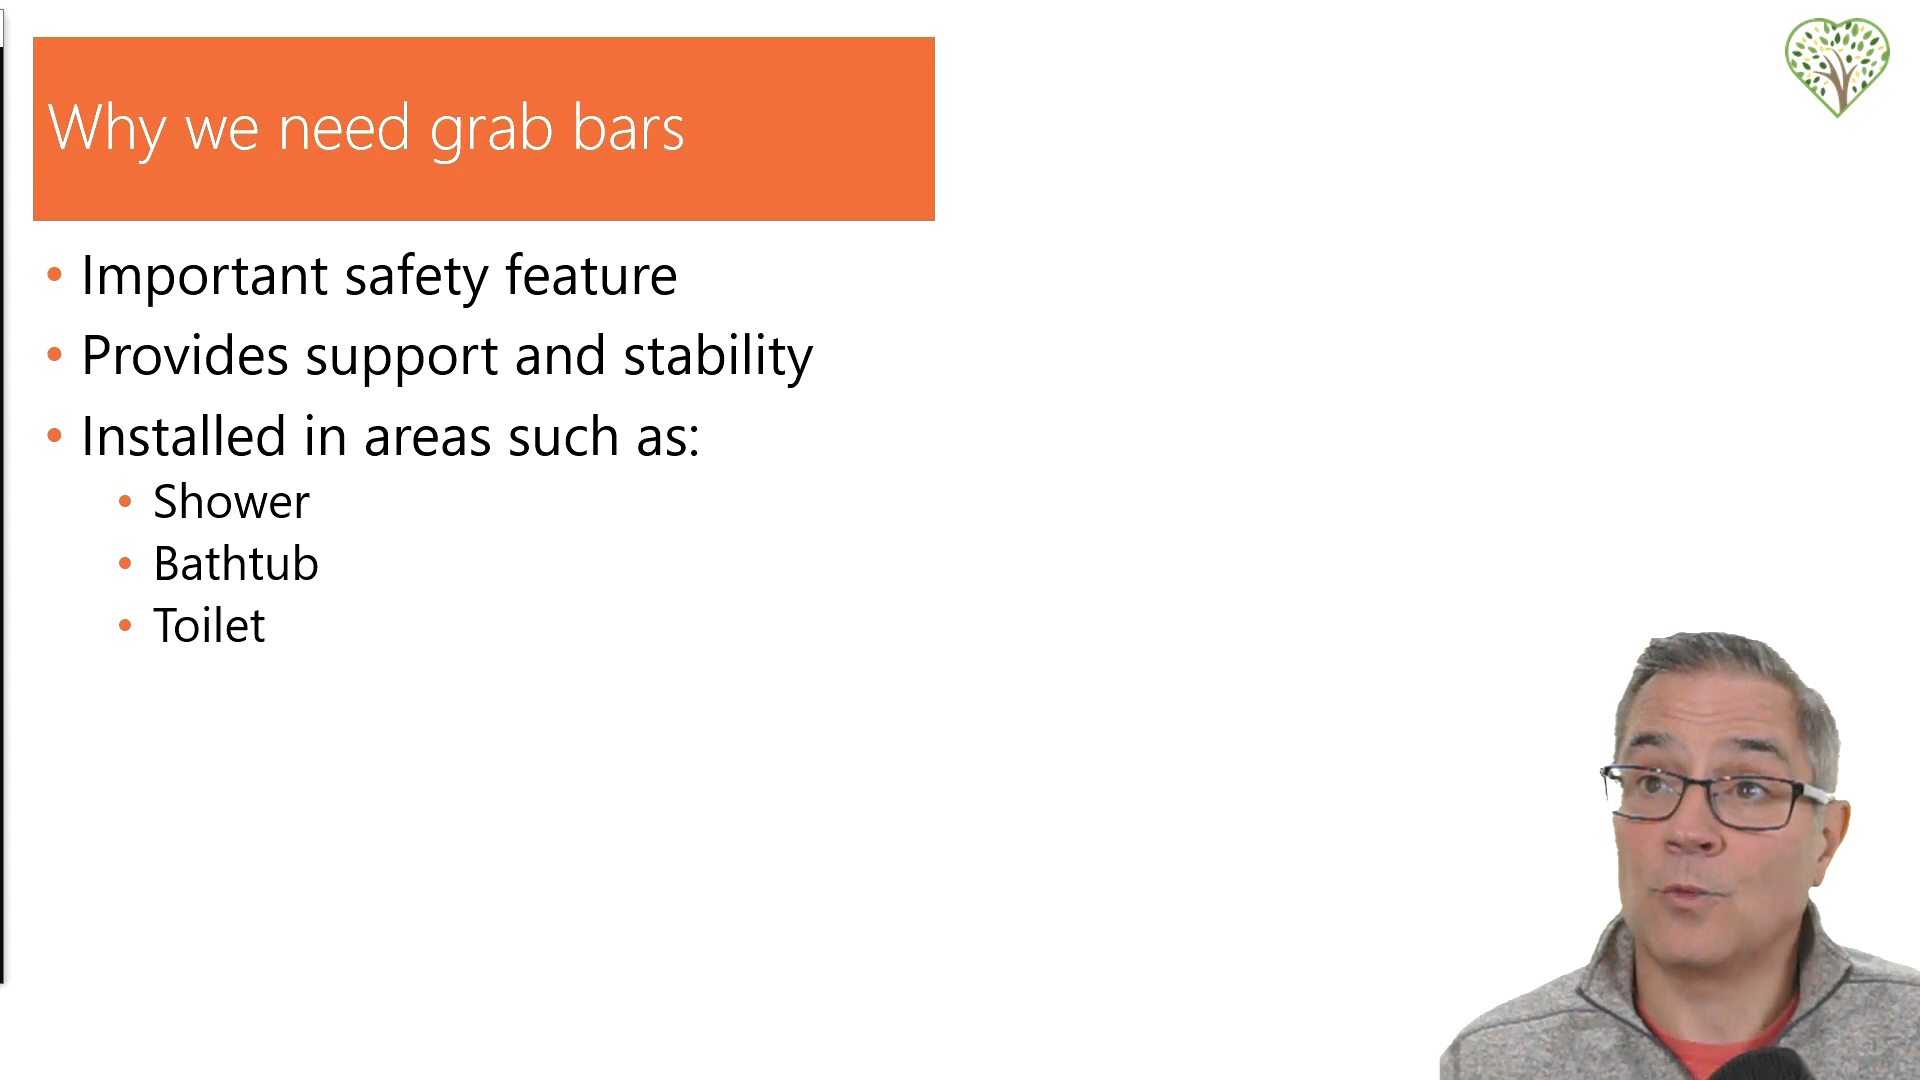 Why we need grab bars
• Important safety feature
• Provides support and stability
• Installed in areas such as:
• Shower
• Bathtub
• Toilet